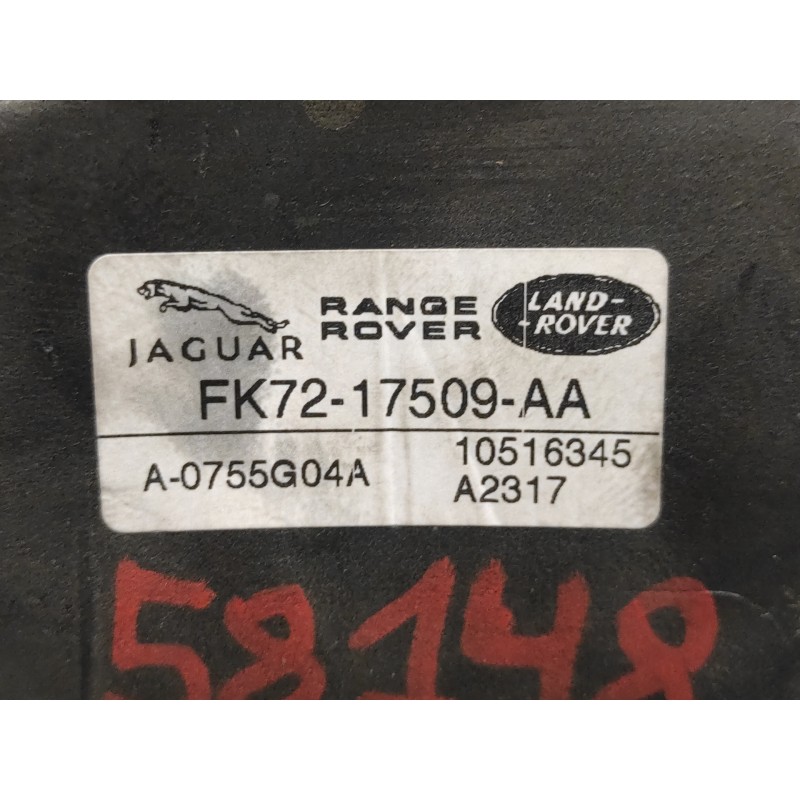 JAGUAR
RANGE
ROVER
LAND-
-ROVER
FK72-17509-AA
A-0755G04A
10516345
A2317
58148